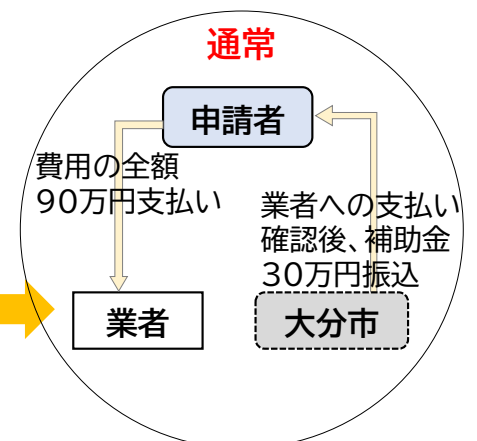 通常
申請者
費用の全額
90万円支払い
業者への支払い
確認後、補助金
30万円振込
業者
大分市